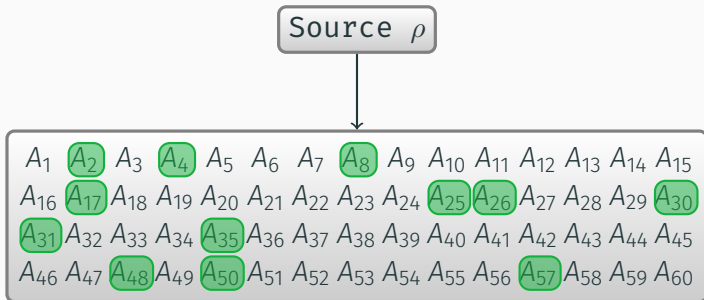 Source ρ
A₁ A₂ A₃ A₄ A₅ A₆ A₇ A₈ A₉ A₁₀ A₁₁ A₁₂ A₁₃ A₁₄ A₁₅
A₁₆ A₁₇ A₁₈ A₁₉ A₂₀ A₂₁ A₂₂ A₂₃ A₂₄ A₂₅ A₂₆ A₂₇ A₂₈ A₂₉ A₃₀
A₃₁ A₃₂ A₃₃ A₃₄ A₃₅ A₃₆ A₃₇ A₃₈ A₃₉ A₄₀ A₄₁ A₄₂ A₄₃ A₄₄ A₄₅
A₄₆ A₄₇ A₄₈ A₄₉ A₅₀ A₅₁ A₅₂ A₅₃ A₅₄ A₅₅ A₅₆ A₅₇ A₅₈ A₅₉ A₆₀